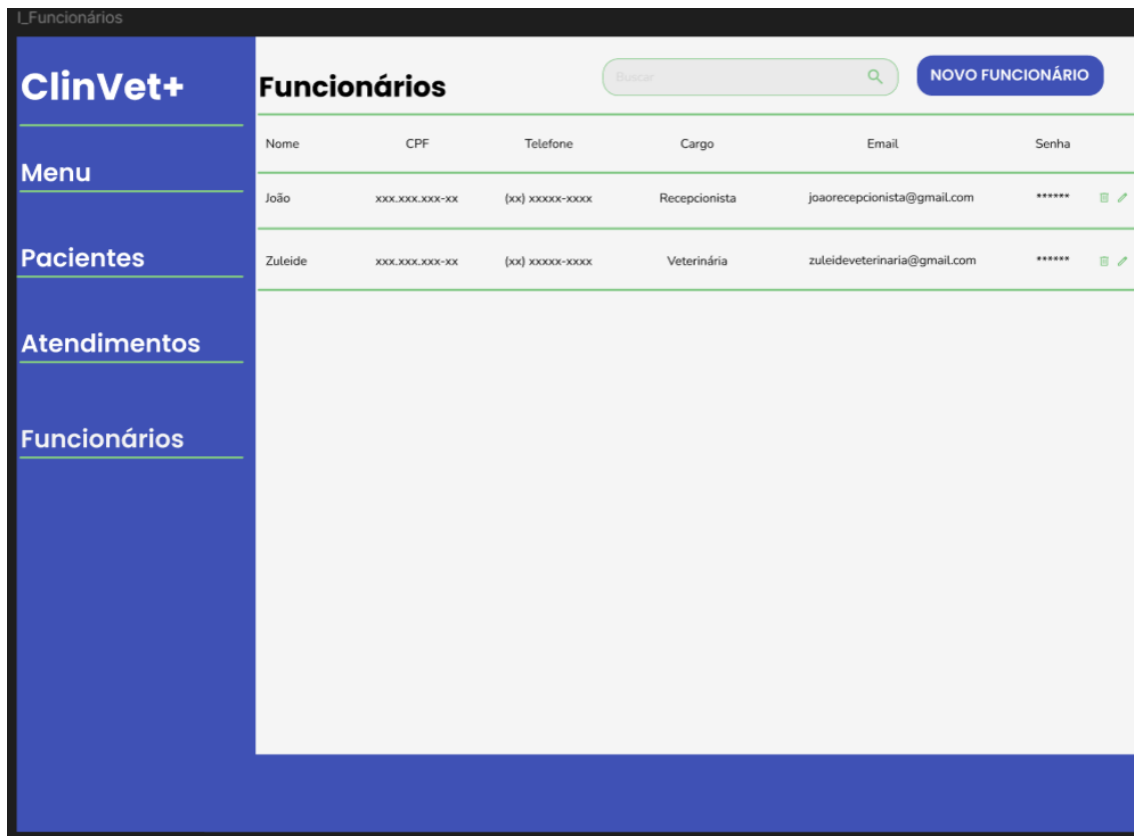 I_Funcionários
ClinVet+
Menu
Pacientes
Atendimentos
Funcionários
Funcionários
Buscar
NOVO FUNCIONÁRIO
Nome CPF Telefone Cargo Email Senha
João xxx.xxx.xxx-xx (xx) xxxxx-xxxx Recepcionista joaorecepcionista@gmail.com ******
Zuleide xxx.xxx.xxx-xx (xx) xxxxx-xxxx Veterinária zuleideveterinaria@gmail.com ******